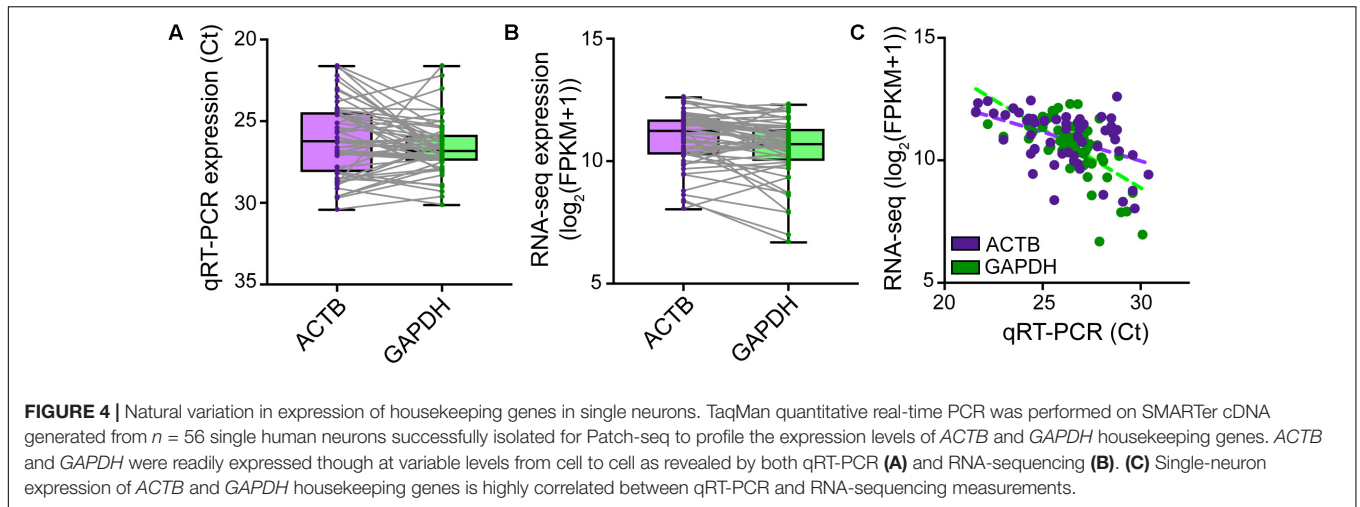 A
qRT-PCR expression (Ct)
20
25
30
35
ACTB
GAPDH
B
RNA-seq expression
(log₂(FPKM+1))
15
10
5
ACTB
GAPDH
C
RNA-seq (log₂(FPKM+1))
15
10
5
ACTB
GAPDH
20
25
30
qRT-PCR (Ct)
FIGURE 4 | Natural variation in expression of housekeeping genes in single neurons. TaqMan quantitative real-time PCR was performed on SMARTer cDNA
generated from n = 56 single human neurons successfully isolated for Patch-seq to profile the expression levels of ACTB and GAPDH housekeeping genes. ACTB
and GAPDH were readily expressed though at variable levels from cell to cell as revealed by both qRT-PCR (A) and RNA-sequencing (B). (C) Single-neuron
expression of ACTB and GAPDH housekeeping genes is highly correlated between qRT-PCR and RNA-sequencing measurements.